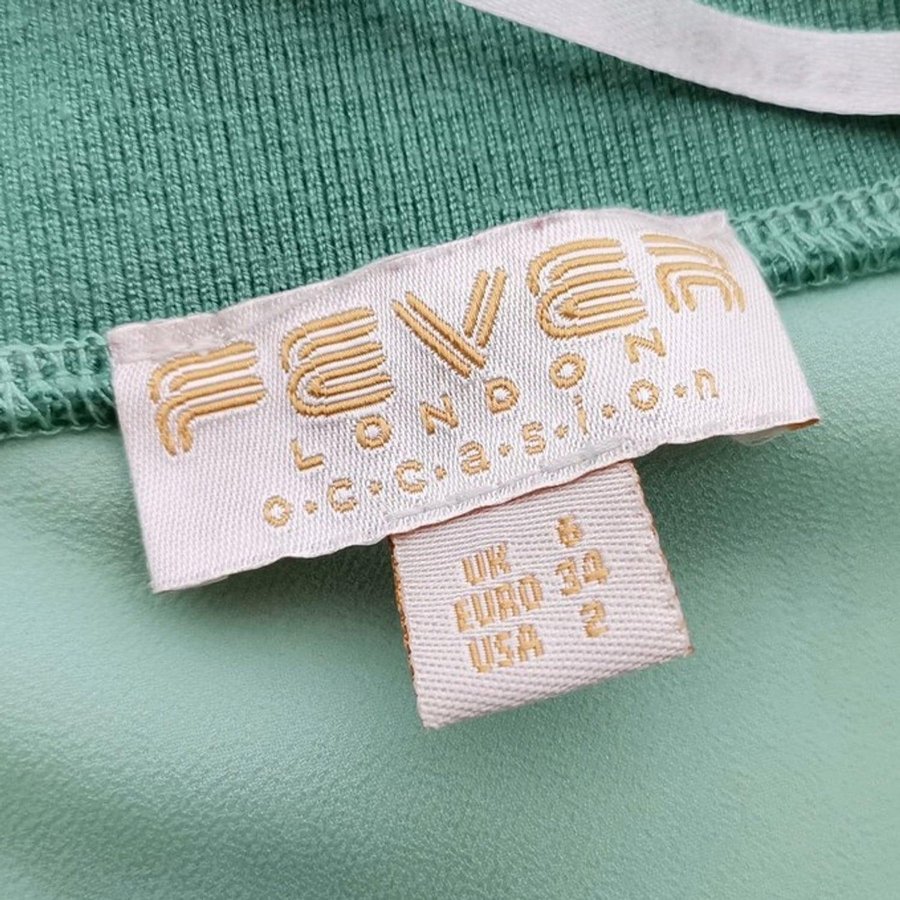 FEVER
LONDON
o.c.c.a.s.i.o.n
UK 6
EURO 34
USA 2